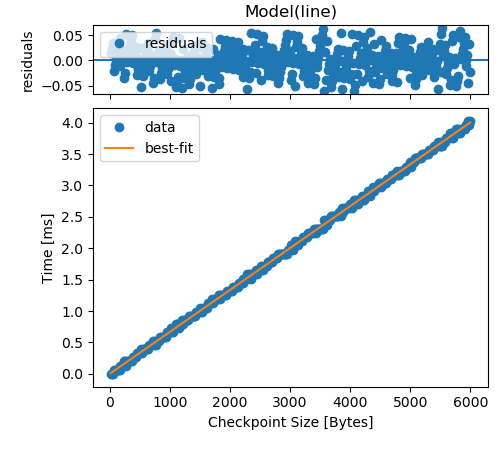 Model(line)
residuals
0.05
0.00
−0.05
residuals
data
best-fit
Time [ms]
4.0
3.5
3.0
2.5
2.0
1.5
1.0
0.5
0.0
0 1000 2000 3000 4000 5000 6000
Checkpoint Size [Bytes]